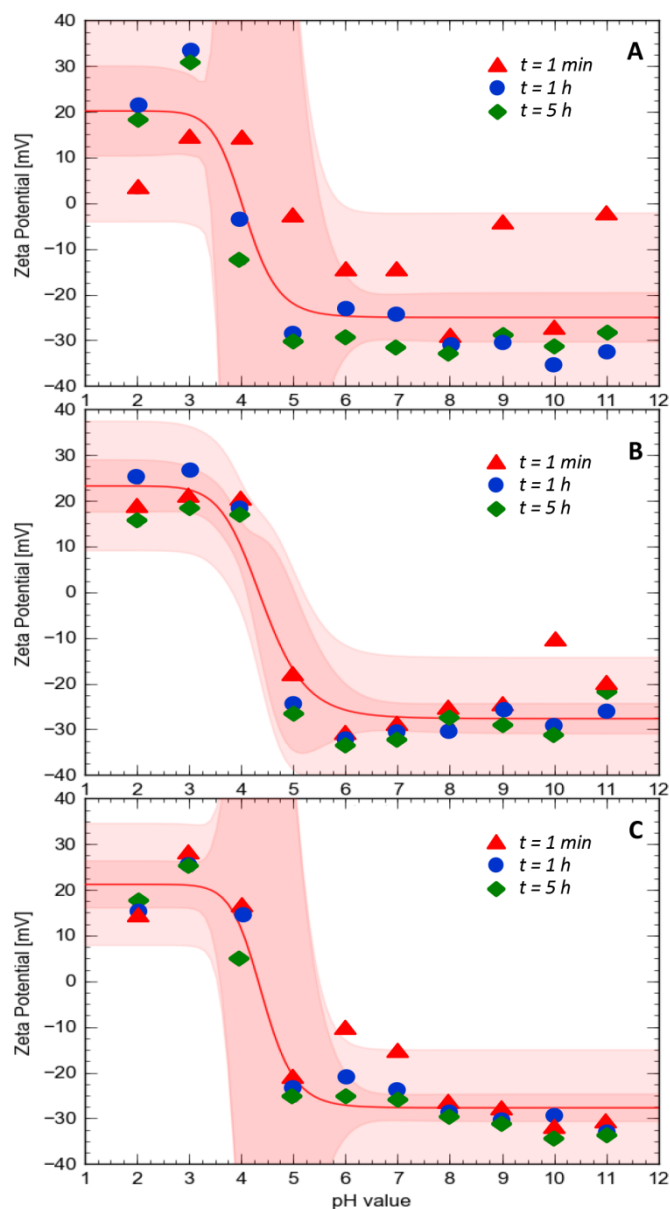 40
A
t = 1 min
30
t = 1 h
20
t = 5 h
10
0
Zeta Potential [mV]
−10
−20
−30
−40
1 2 3 4 5 6 7 8 9 10 11 12
40
B
30
t = 1 min
t = 1 h
20
t = 5 h
10
0
Zeta Potential [mV]
−10
−20
−30
−40
1 2 3 4 5 6 7 8 9 10 11 12
40
C
30
t = 1 min
t = 1 h
20
t = 5 h
10
0
Zeta Potential [mV]
−10
−20
−30
−40
1 2 3 4 5 6 7 8 9 10 11 12
pH value